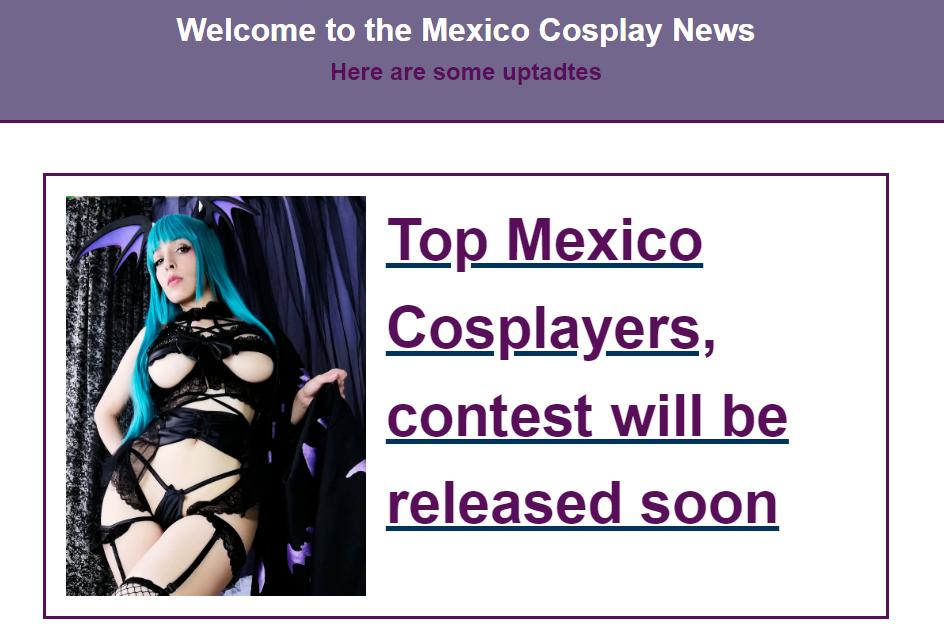 Welcome to the Mexico Cosplay News
Here are some uptadtes
Top Mexico
Cosplayers,
contest will be
released soon